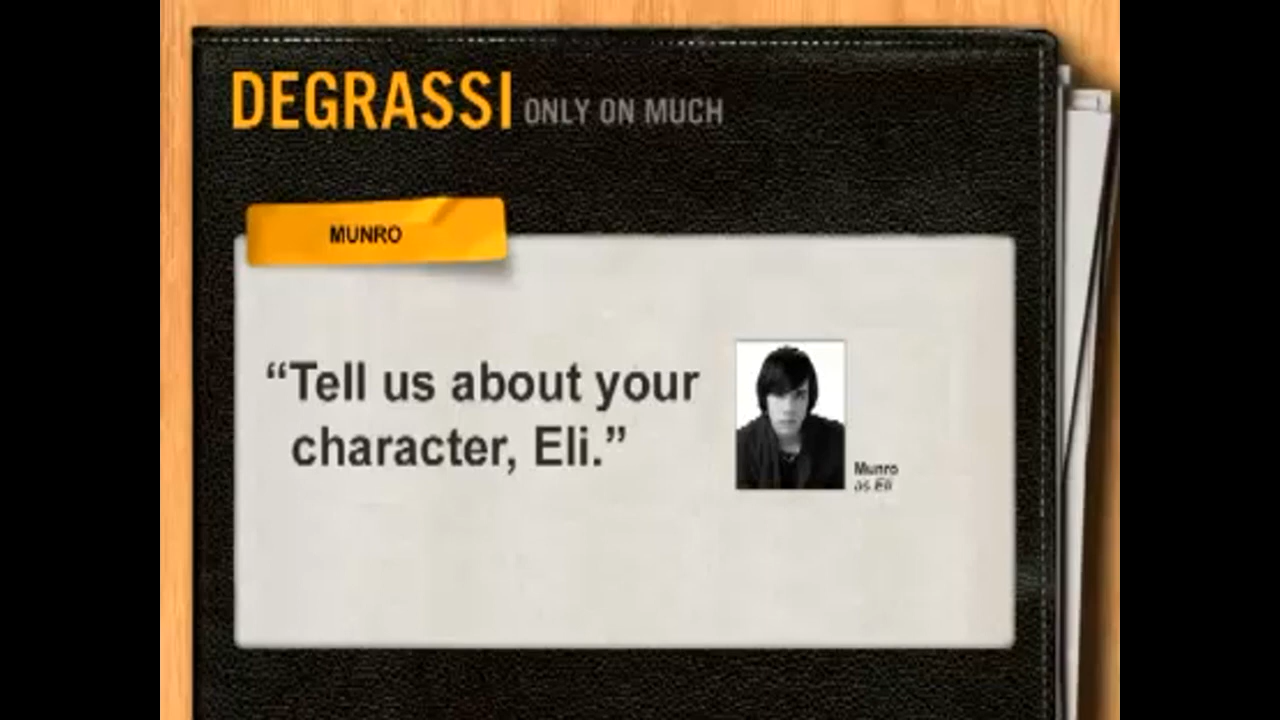 DEGRASSI ONLY ON MUCH
MUNRO
“Tell us about your
character, Eli.”
Munro
as Eli